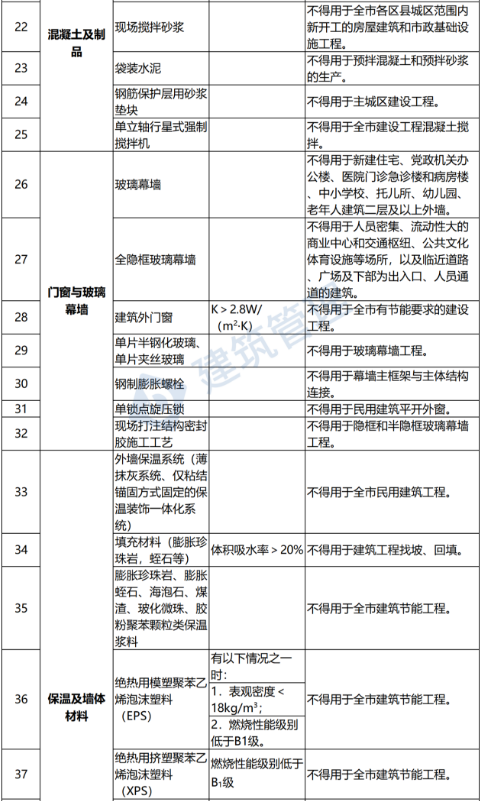 22
混凝土及制
品
现场搅拌砂浆
不得用于全市各区县城区范围内
新开工的房屋建筑和市政基础设
施工程。
23
袋装水泥
不得用于预拌混凝土和预拌砂浆
的生产。
24
钢筋保护层用砂浆
垫块
不得用于主城区建设工程。
25
单立轴行星式强制
搅拌机
不得用于全市建设工程混凝土搅
拌。
26
门窗与玻璃
幕墙
玻璃幕墙
不得用于新建住宅、党政机关办
公楼、医院门诊急诊楼和病房楼
、中小学校、托儿所、幼儿园、
老年人建筑二层及以上外墙。
27
全隐框玻璃幕墙
不得用于人员密集、流动性大的
商业中心和交通枢纽、公共文化
体育设施等场所，以及临近道路
、广场及下部为出入口、人员通
道的建筑。
28
建筑外门窗
K＞2.8W/
（m²·K）
不得用于全市有节能要求的建设
工程。
29
单片半钢化玻璃、
单片夹丝玻璃
不得用于玻璃幕墙工程。
30
钢制膨胀螺栓
不得用于幕墙主框架与主体结构
连接。
31
单锁点旋压锁
不得用于民用建筑平开外窗。
32
现场打注结构密封
胶施工工艺
不得用于隐框和半隐框玻璃幕墙
工程。
33
保温及墙体
材料
外墙保温系统（薄
抹灰系统、仅粘结
锚固方式固定的保
温装饰一体化系
统）
不得用于全市民用建筑工程。
34
填充材料（膨胀珍
珠岩，蛭石等）
体积吸水率＞20%
不得用于建筑工程找坡、回填。
35
膨胀珍珠岩、膨胀
蛭石、海泡石、煤
渣、玻化微珠、胶
粉聚苯颗粒类保温
浆料
不得用于全市建筑节能工程。
36
绝热用模塑聚苯乙
烯泡沫塑料
（EPS）
有以下情况之一
时：
1．表观密度＜
18kg/m³；
2．燃烧性能级别
低于B1级。
不得用于全市建筑节能工程。
37
绝热用挤塑聚苯乙
烯泡沫塑料
（XPS）
燃烧性能级别低于
B₁级
不得用于全市建筑节能工程。
建筑管理